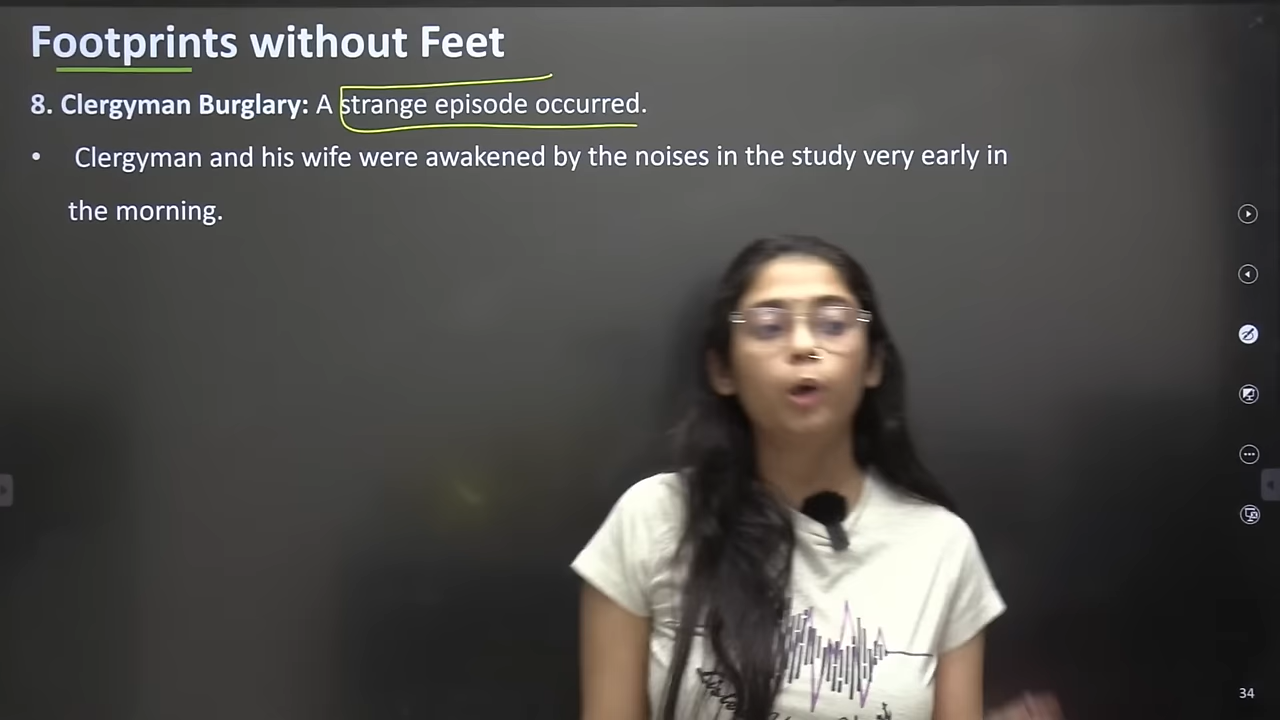 Footprints without Feet
8. Clergyman Burglary: A strange episode occurred.
• Clergyman and his wife were awakened by the noises in the study very early in
the morning.
34